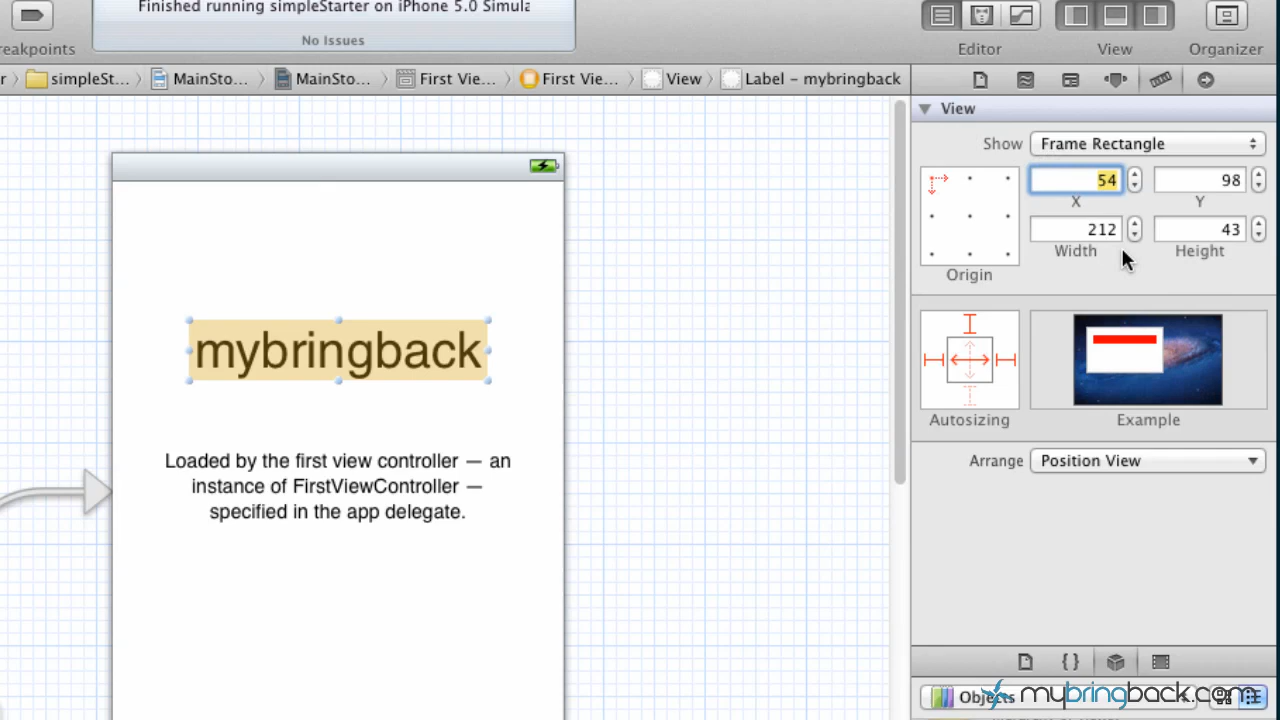 Finished running simpleStarter on iPhone 5.0 Simula
No Issues
reakpoints
Editor
View
Organizer
r
simpleSt...
MainSto...
MainSto...
First Vie...
First Vie...
View
Label - mybringback
View
Show
Frame Rectangle
54
98
X
Y
212
43
Width
Height
Origin
mybringback
Autosizing
Example
Loaded by the first view controller — an
instance of FirstViewController —
specified in the app delegate.
Arrange
Position View
{ }
Objects
mybringback.com